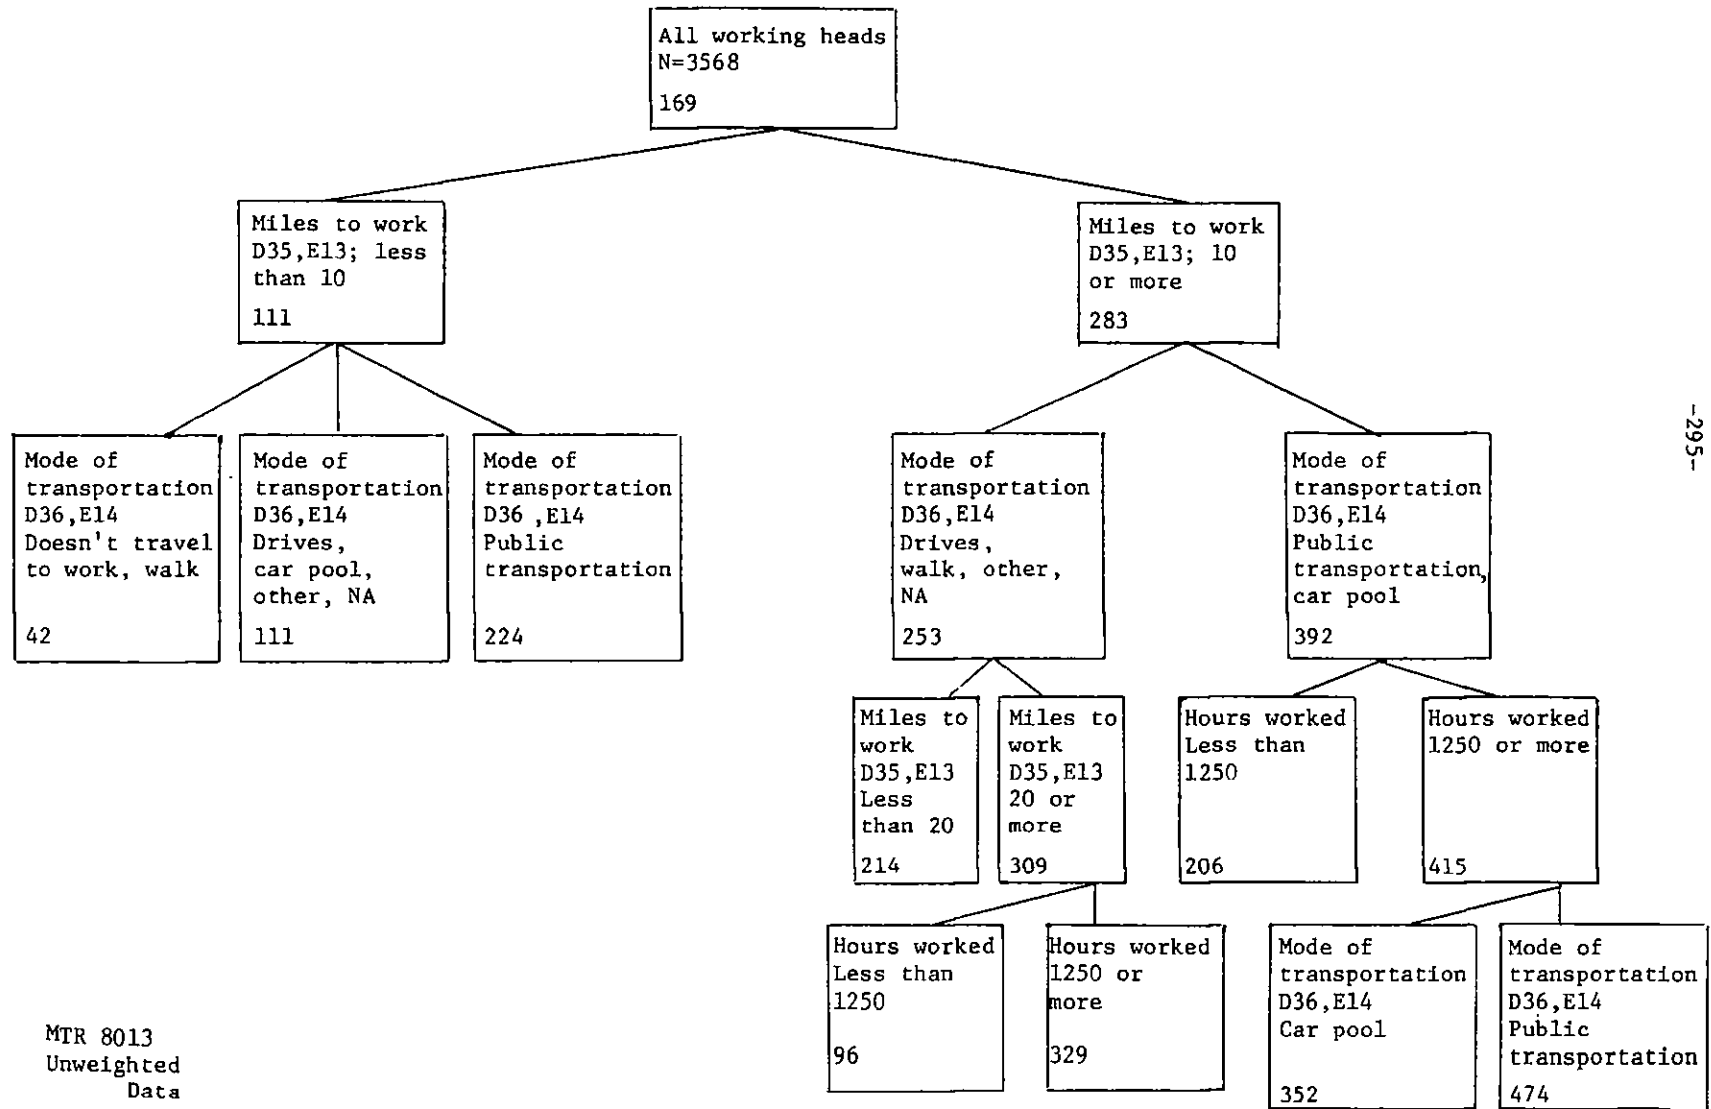 All working heads
N=3568
169
Miles to work
D35,E13; less
than 10
111
Miles to work
D35,E13; 10
or more
283
Mode of
transportation
D36,E14
Doesn't travel
to work, walk
42
Mode of
transportation
D36,E14
Drives,
car pool,
other, NA
111
Mode of
transportation
D36 ,E14
Public
transportation
224
Mode of
transportation
D36,E14
Drives,
walk, other,
NA
253
Mode of
transportation
D36,E14
Public
transportation,
car pool
392
Miles to
work
D35,E13
Less
than 20
214
Miles to
work
D35,E13
20 or
more
309
Hours worked
Less than
1250
206
Hours worked
1250 or more
415
Hours worked
Less than
1250
96
Hours worked
1250 or
more
329
Mode of
transportation
D36,E14
Car pool
352
Mode of
transportation
D36,E14
Public
transportation
474
MTR 8013
Unweighted
Data
-295-